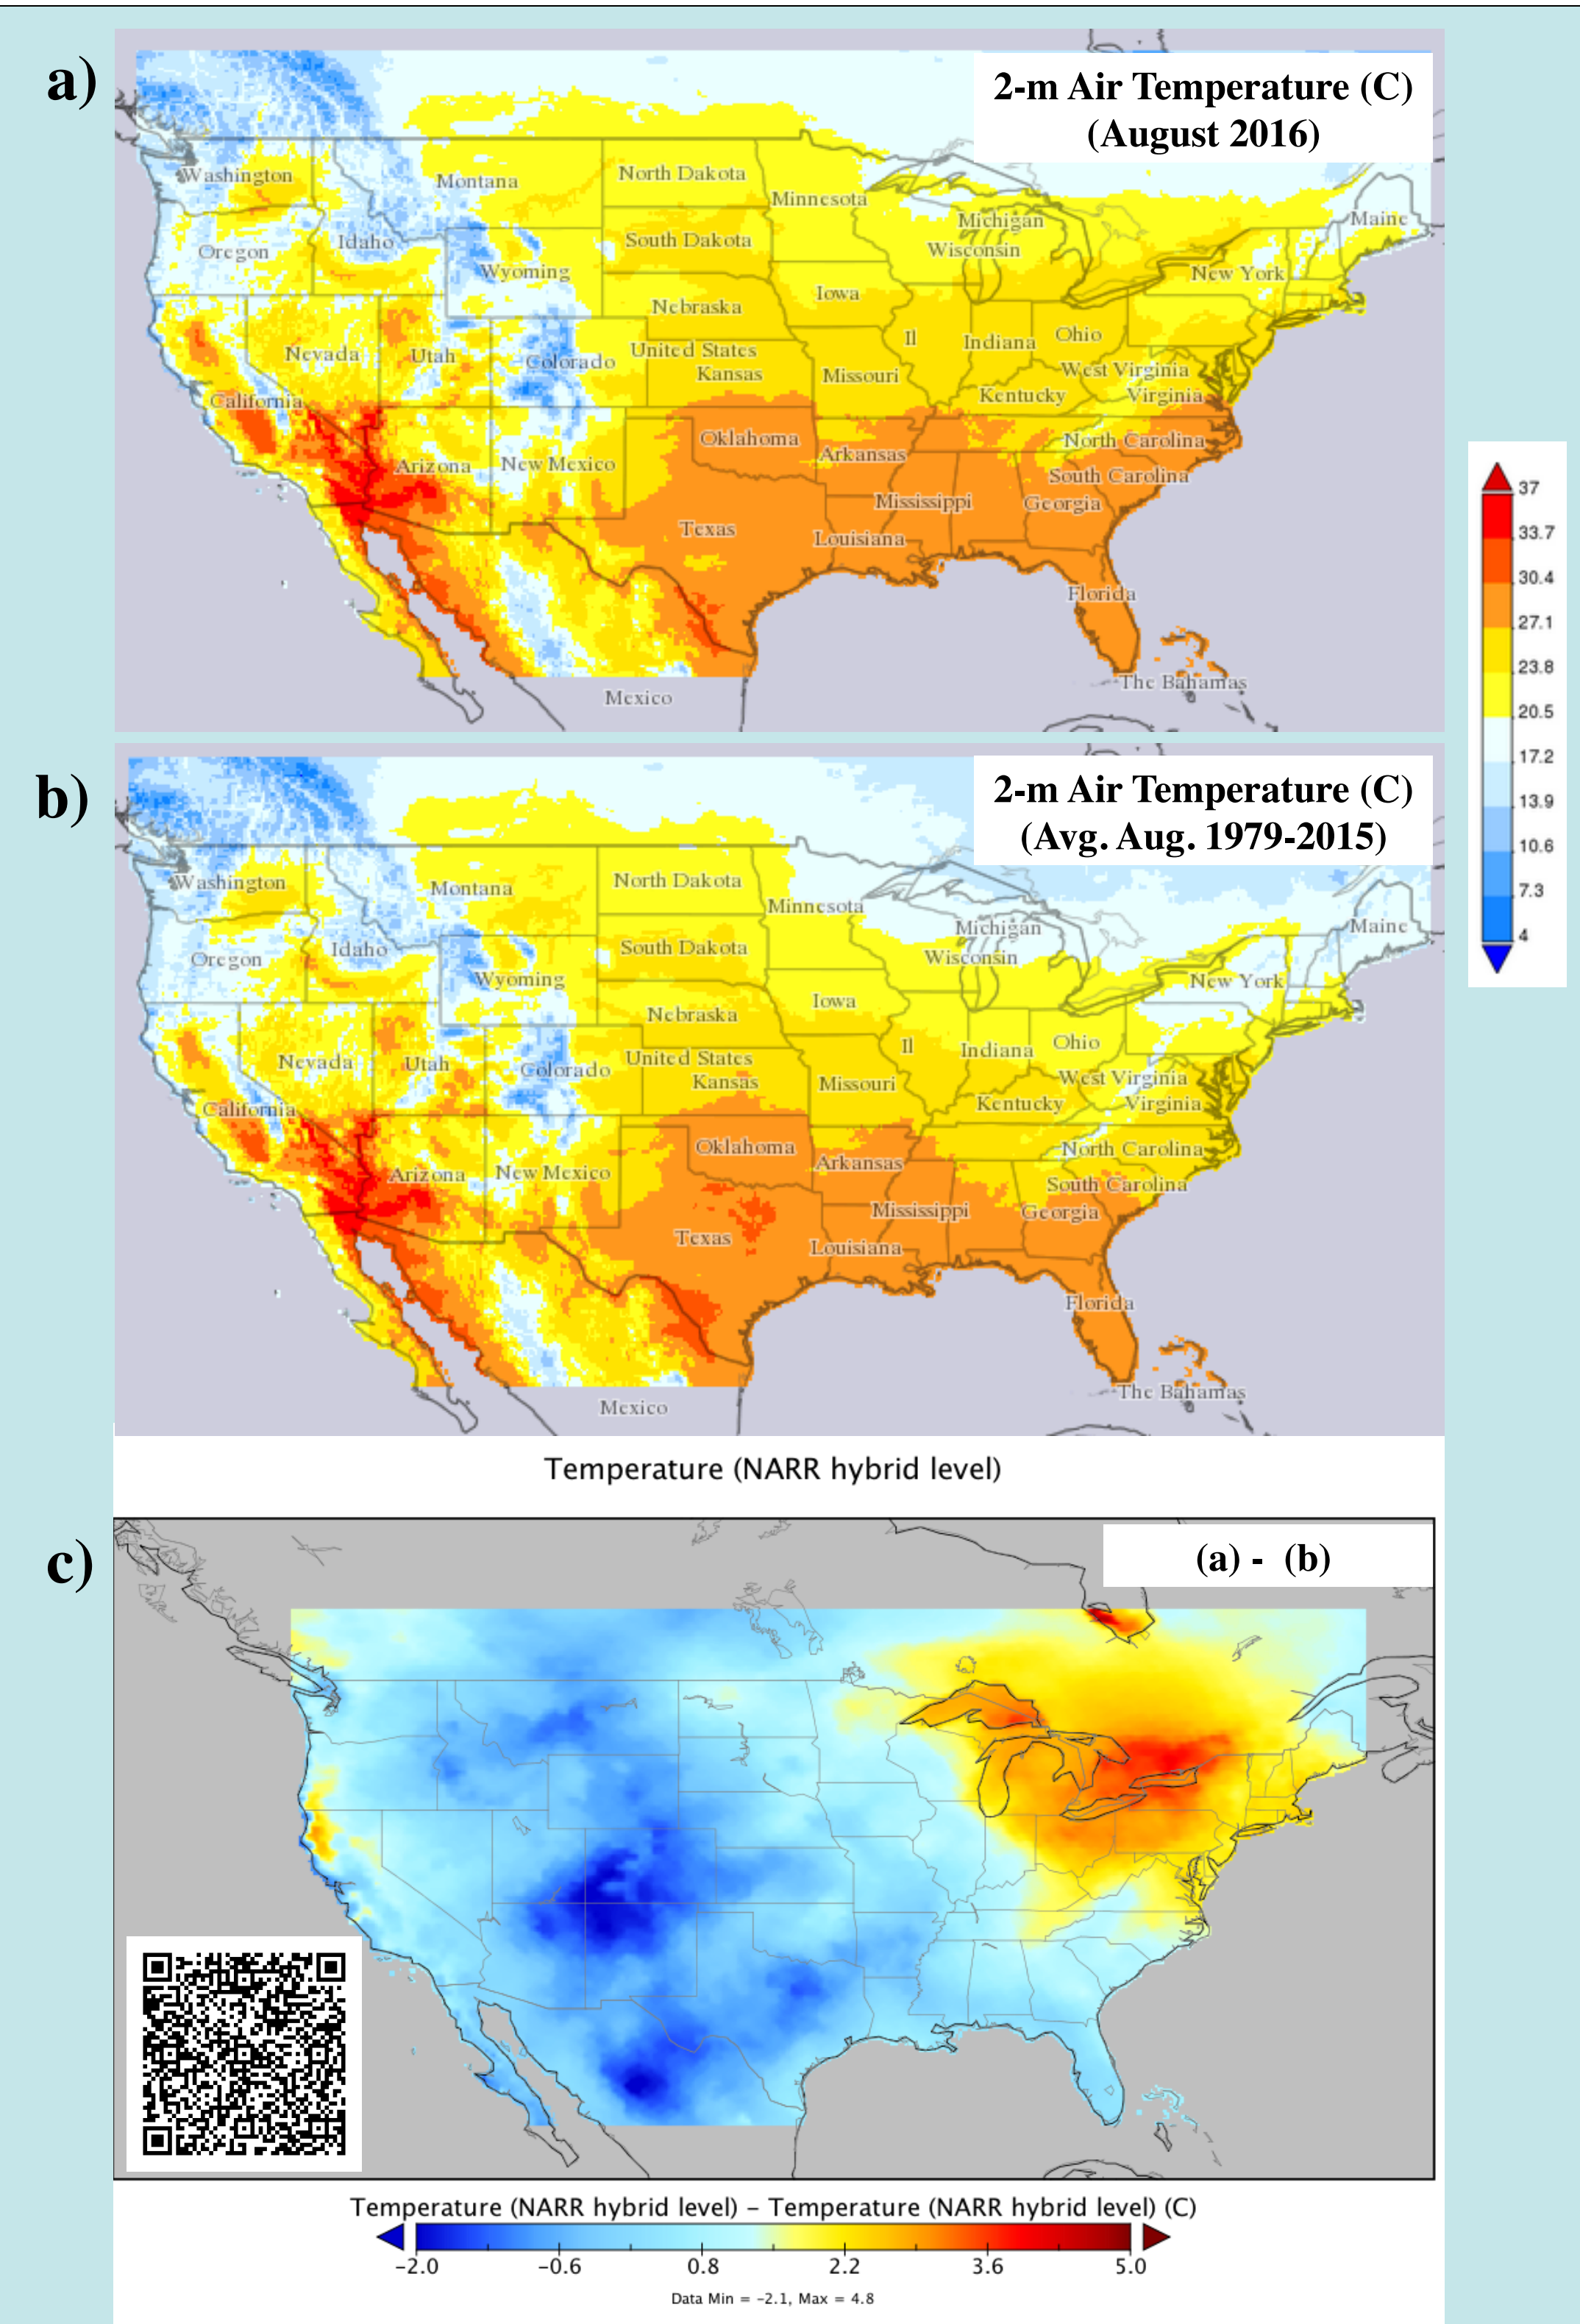 a)
2-m Air Temperature (C)
(August 2016)
Washington
Montana
North Dakota
Minnesota
Michigan
Maine
Oregon
Idaho
South Dakota
Wisconsin
Wyoming
New York
Nebraska
Iowa
Nevada
Utah
Colorado
United States
Kansas
Il
Indiana
Ohio
Missouri
West Virginia
Kentucky
Virginia
California
Oklahoma
North Carolina
Arizona
New Mexico
Arkansas
South Carolina
Mississippi
Georgia
Texas
Louisiana
Florida
The Bahamas
Mexico
37
33.7
30.4
27.1
23.8
20.5
17.2
13.9
10.6
7.3
4
b)
2-m Air Temperature (C)
(Avg. Aug. 1979-2015)
Washington
Montana
North Dakota
Minnesota
Michigan
Maine
Oregon
Idaho
South Dakota
Wisconsin
Wyoming
New York
Nebraska
Iowa
Nevada
Utah
Colorado
United States
Kansas
Il
Indiana
Ohio
Missouri
West Virginia
Kentucky
Virginia
California
Oklahoma
North Carolina
Arizona
New Mexico
Arkansas
South Carolina
Mississippi
Georgia
Texas
Louisiana
Florida
The Bahamas
Mexico
Temperature (NARR hybrid level)
c)
(a) - (b)
Temperature (NARR hybrid level) – Temperature (NARR hybrid level) (C)
−2.0 −0.6 0.8 2.2 3.6 5.0
Data Min = −2.1, Max = 4.8